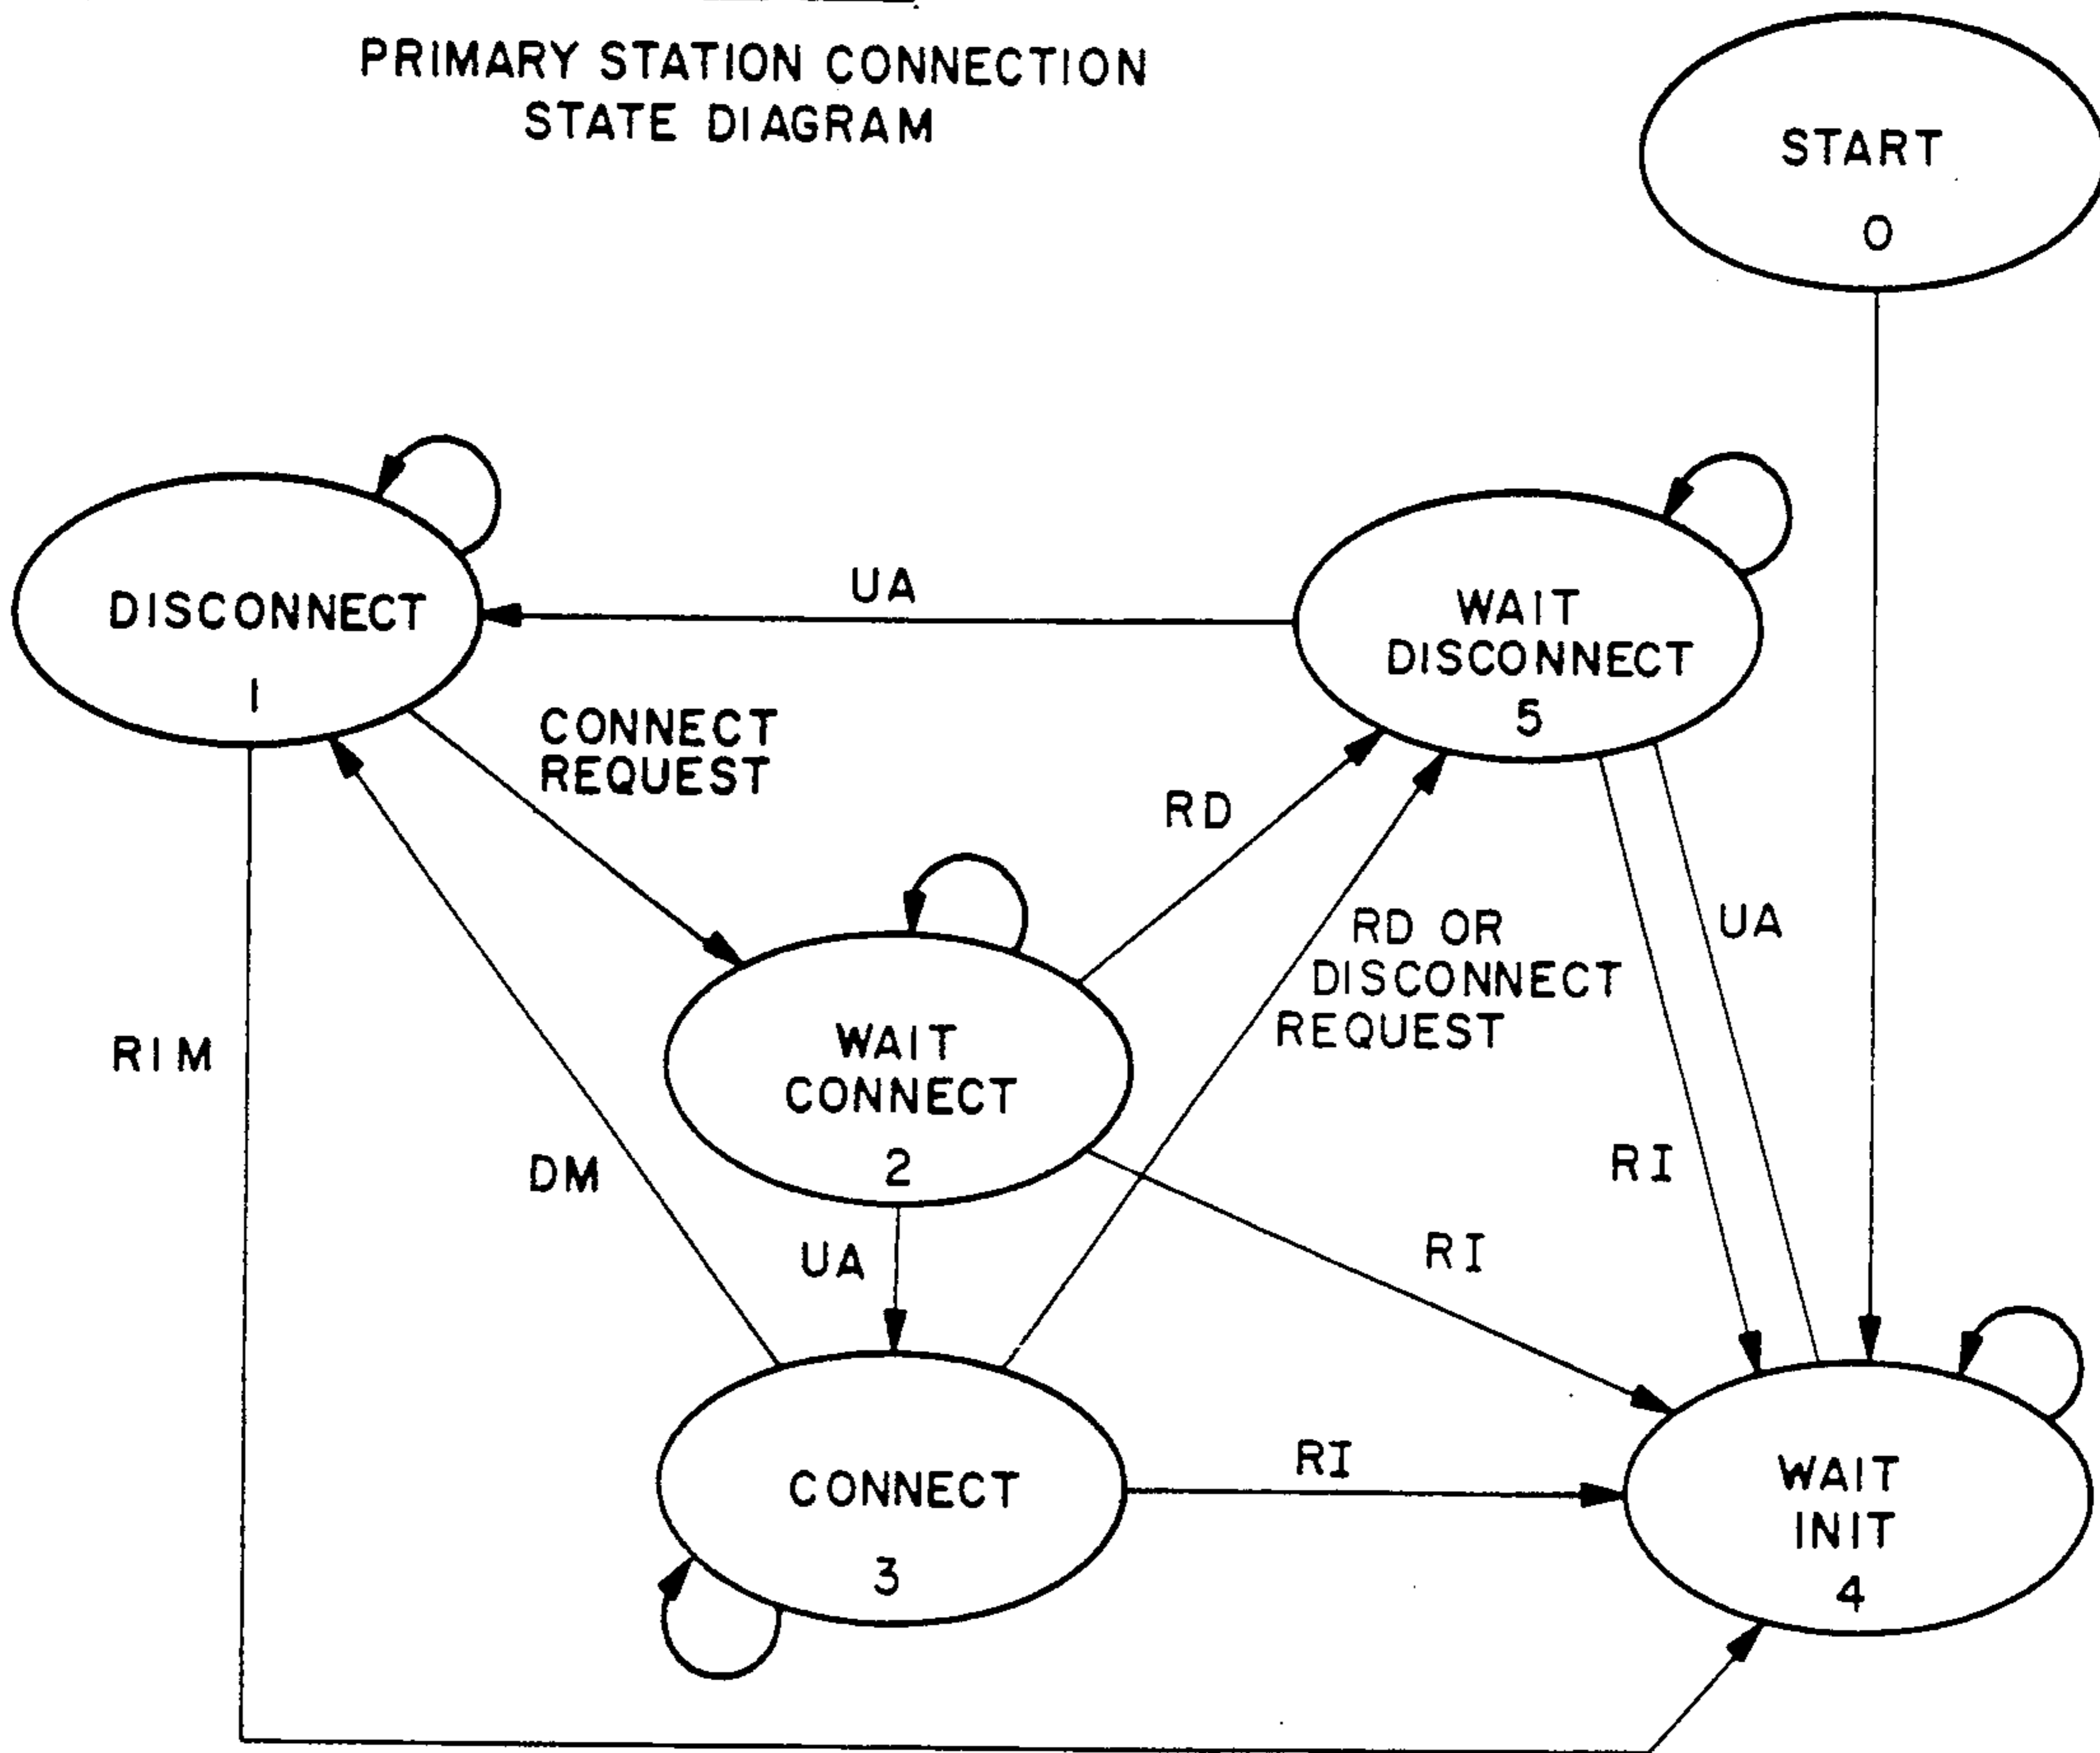 PRIMARY STATION CONNECTION
STATE DIAGRAM
START
0
DISCONNECT
1
UA
WAIT
DISCONNECT
5
CONNECT
REQUEST
RD
RD OR
DISCONNECT
REQUEST
UA
RIM
WAIT
CONNECT
2
DM
RI
UA
RI
CONNECT
3
RI
WAIT
INIT
4